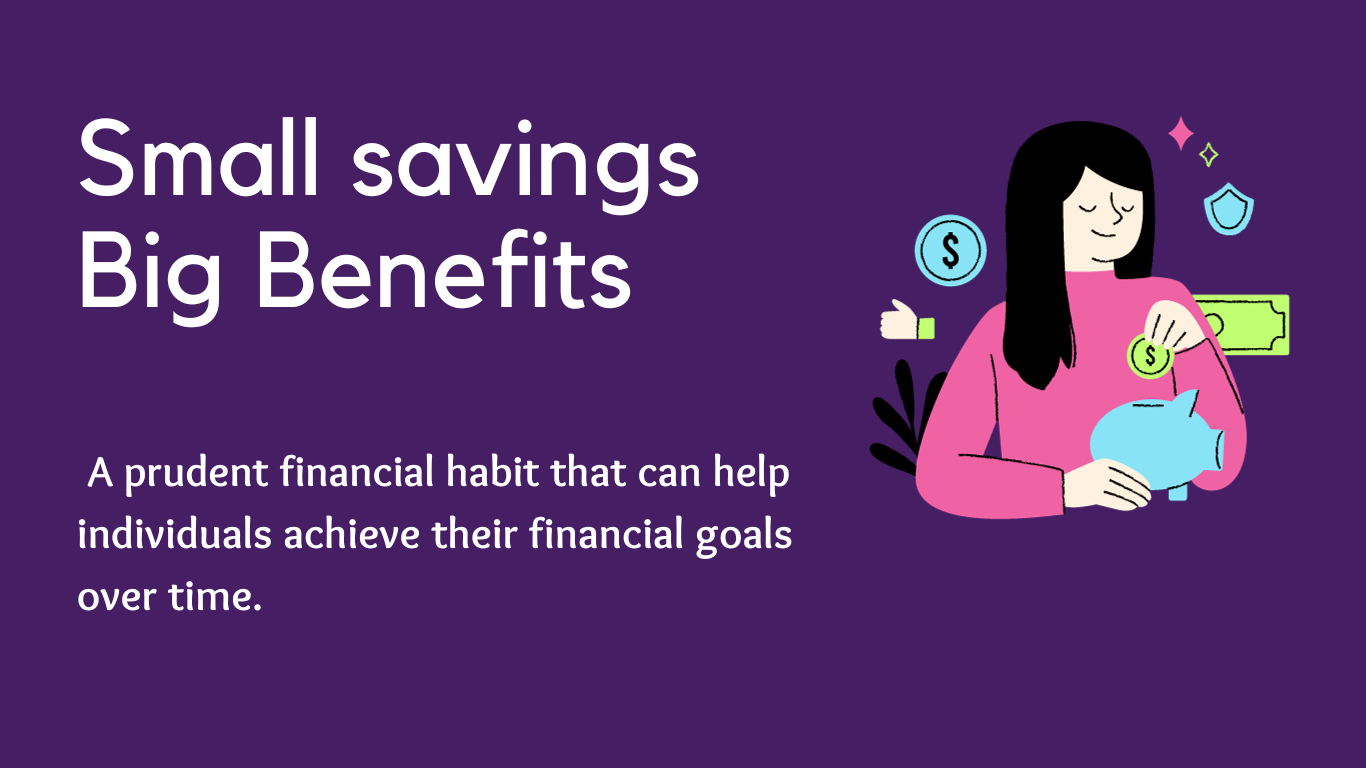 Small savings
Big Benefits
$
$
A prudent financial habit that can help
individuals achieve their financial goals
over time.